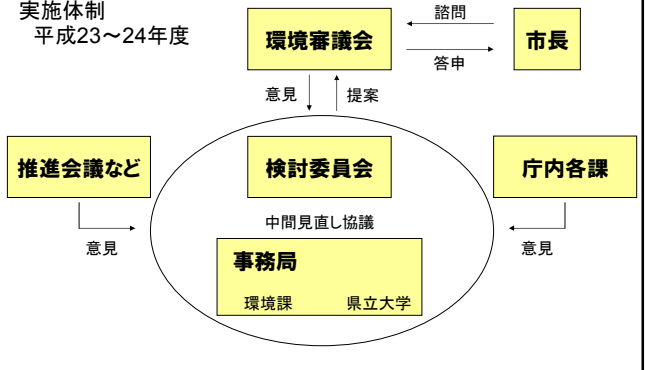 実施体制
平成23～24年度
諮問
環境審議会
市長
答申
意見
提案
推進会議など
検討委員会
庁内各課
中間見直し協議
意見
意見
事務局
環境課
県立大学